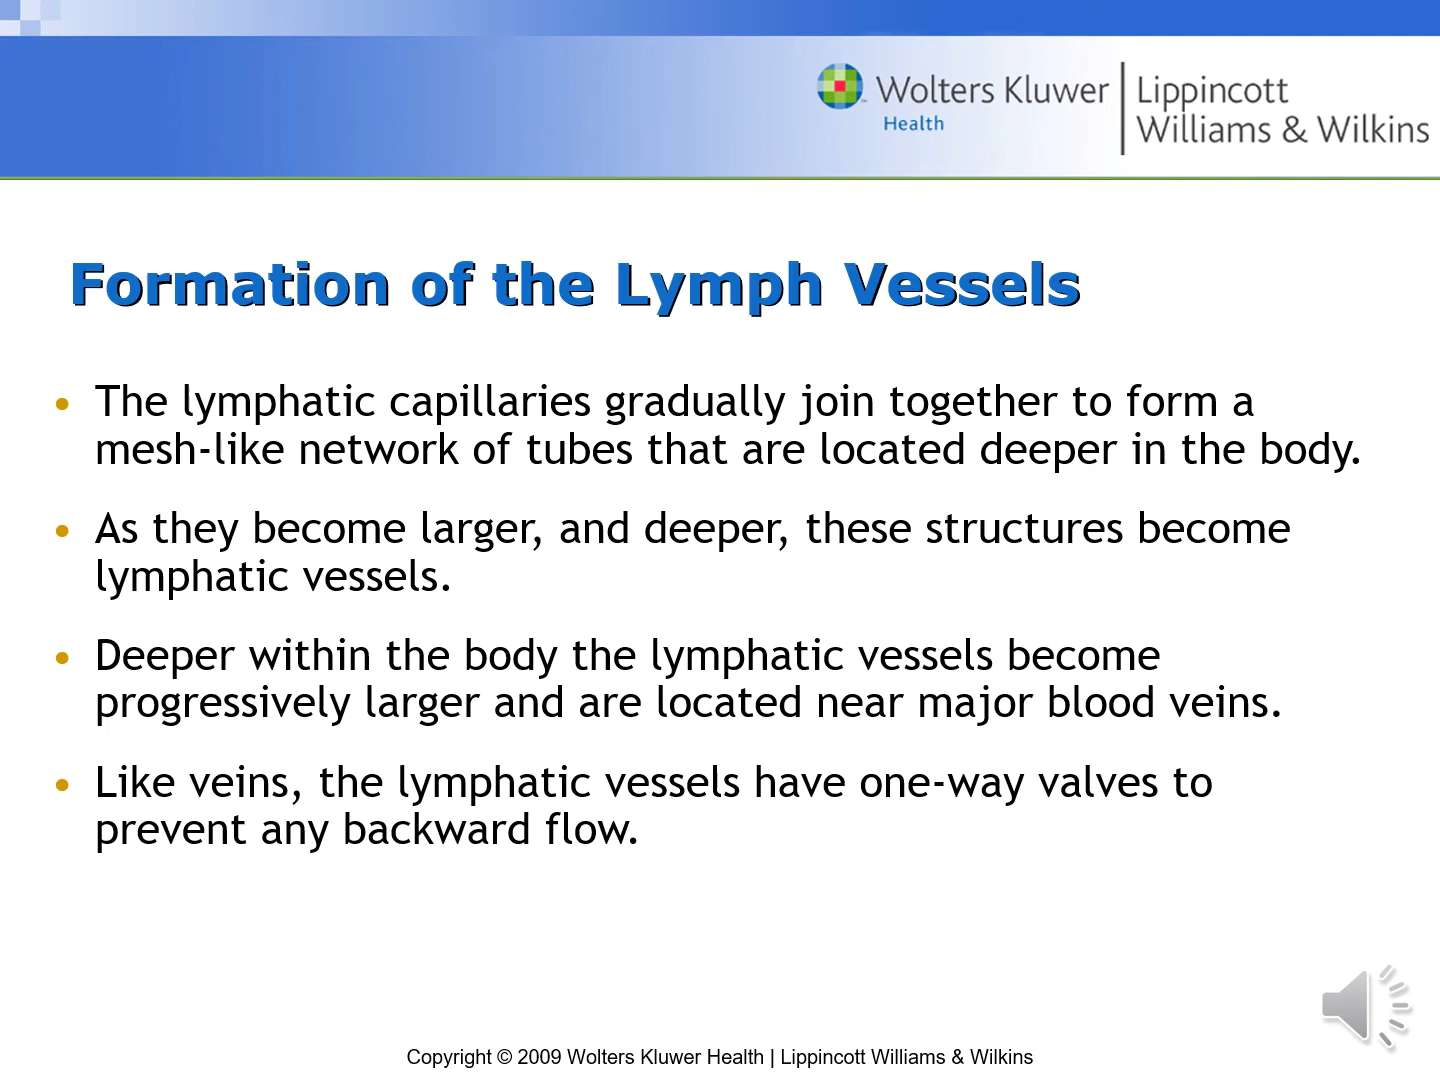 Wolters Kluwer
Health
Lippincott
Williams & Wilkins
Formation of the Lymph Vessels
• The lymphatic capillaries gradually join together to form a
mesh-like network of tubes that are located deeper in the body.
• As they become larger, and deeper, these structures become
lymphatic vessels.
• Deeper within the body the lymphatic vessels become
progressively larger and are located near major blood veins.
• Like veins, the lymphatic vessels have one-way valves to
prevent any backward flow.
Copyright © 2009 Wolters Kluwer Health | Lippincott Williams & Wilkins